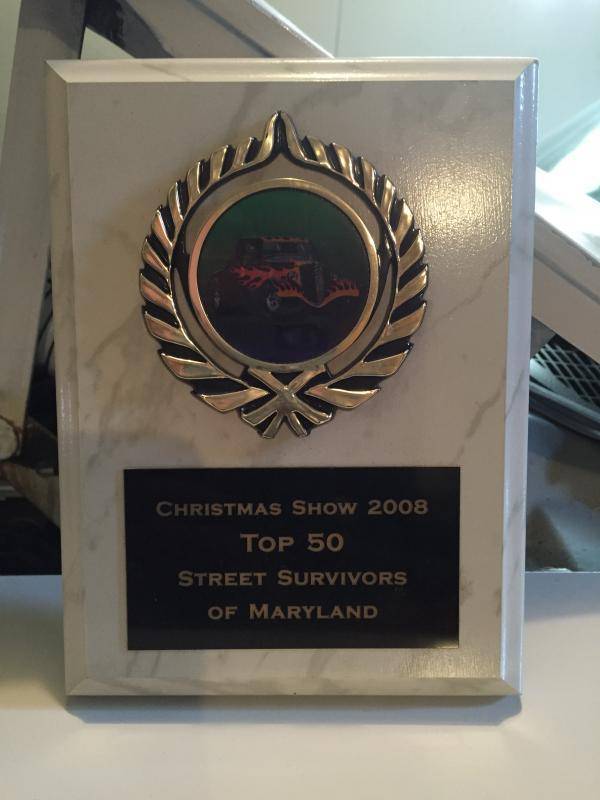 Christmas Show 2008
Top 50
Street Survivors
of Maryland